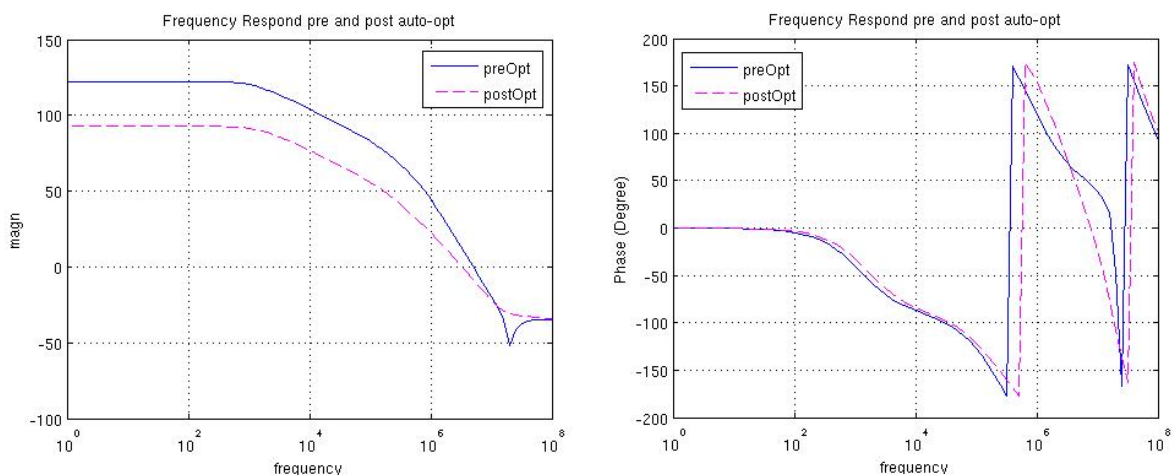 Frequency Respond pre and post auto-opt
150
100
50
0
-50
-100
magn
10^0
10^2
10^4
10^6
10^8
frequency
preOpt
postOpt
Frequency Respond pre and post auto-opt
200
150
100
50
0
-50
-100
-150
-200
Phase (Degree)
10^0
10^2
10^4
10^6
10^8
frequency
preOpt
postOpt